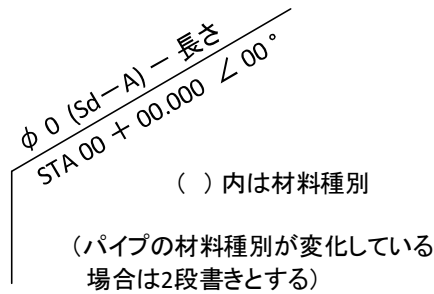 φ 0 (Sd－A) － 長さ
STA 00 ＋ 00.000 ∠ 00°
（ ）内は材料種別
（パイプの材料種別が変化している
場合は2段書きとする）